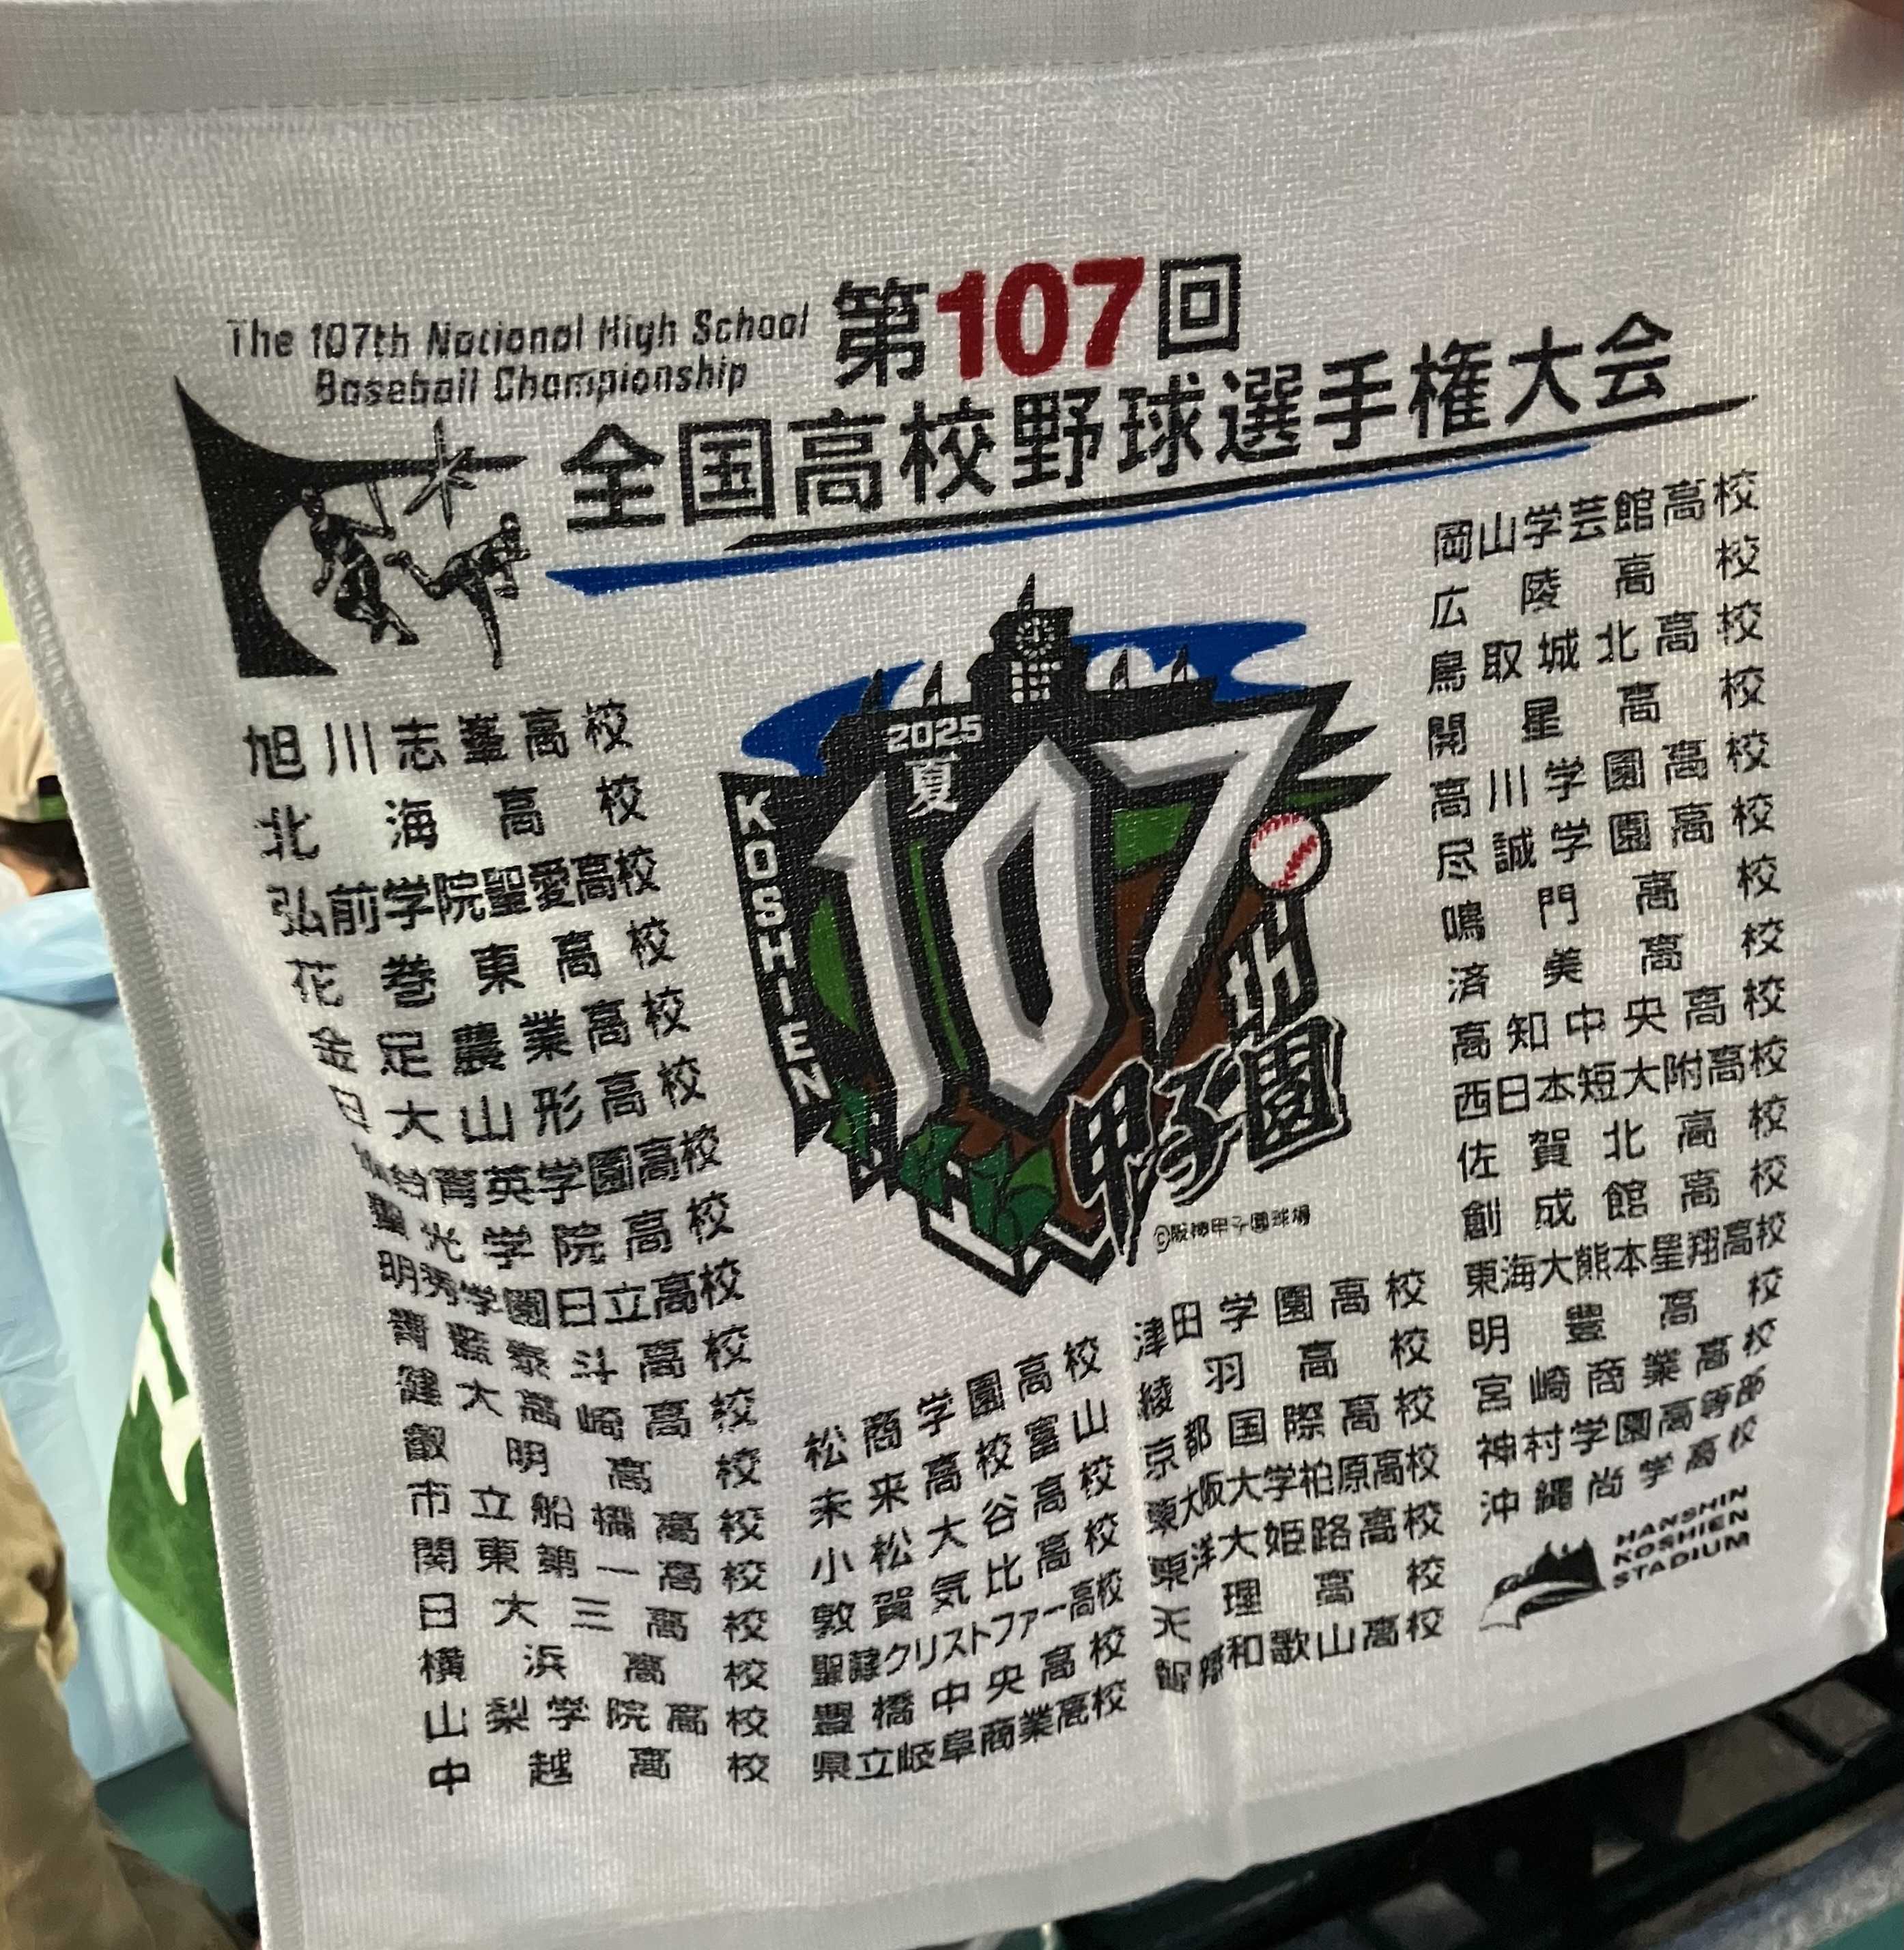 The 107th National High School
Baseball Championship
第107回
全国高校野球選手権大会
旭川志峯高校
北海高校
弘前学院聖愛高校
花巻東高校
金足農業高校
日大山形高校
仙台育英学園高校
聖光学院高校
明秀学園日立高校
青藍泰斗高校
健大高崎高校
叡明高校
市立船橋高校
関東第一高校
日大三高校
横浜高校
山梨学院高校
中越高校
2025
夏
KOSHIEN
107
in
甲子園
©阪神甲子園球場
松商学園高校
未来高校富山
小松大谷高校
敦賀気比高校
聖隷クリストファー高校
豊橋中央高校
県立岐阜商業高校
津田学園高校
綾羽高校
京都国際高校
東大阪大学柏原高校
東洋大姫路高校
天理高校
智辯和歌山高校
岡山学芸館高校
広陵高校
鳥取城北高校
開星高校
高川学園高校
尽誠学園高校
鳴門高校
済美高校
高知中央高校
西日本短大附高校
佐賀北高校
創成館高校
東海大熊本星翔高校
明豊高校
宮崎商業高校
神村学園高等部
沖縄尚学高校
HANSHIN
KOSHIEN
STADIUM